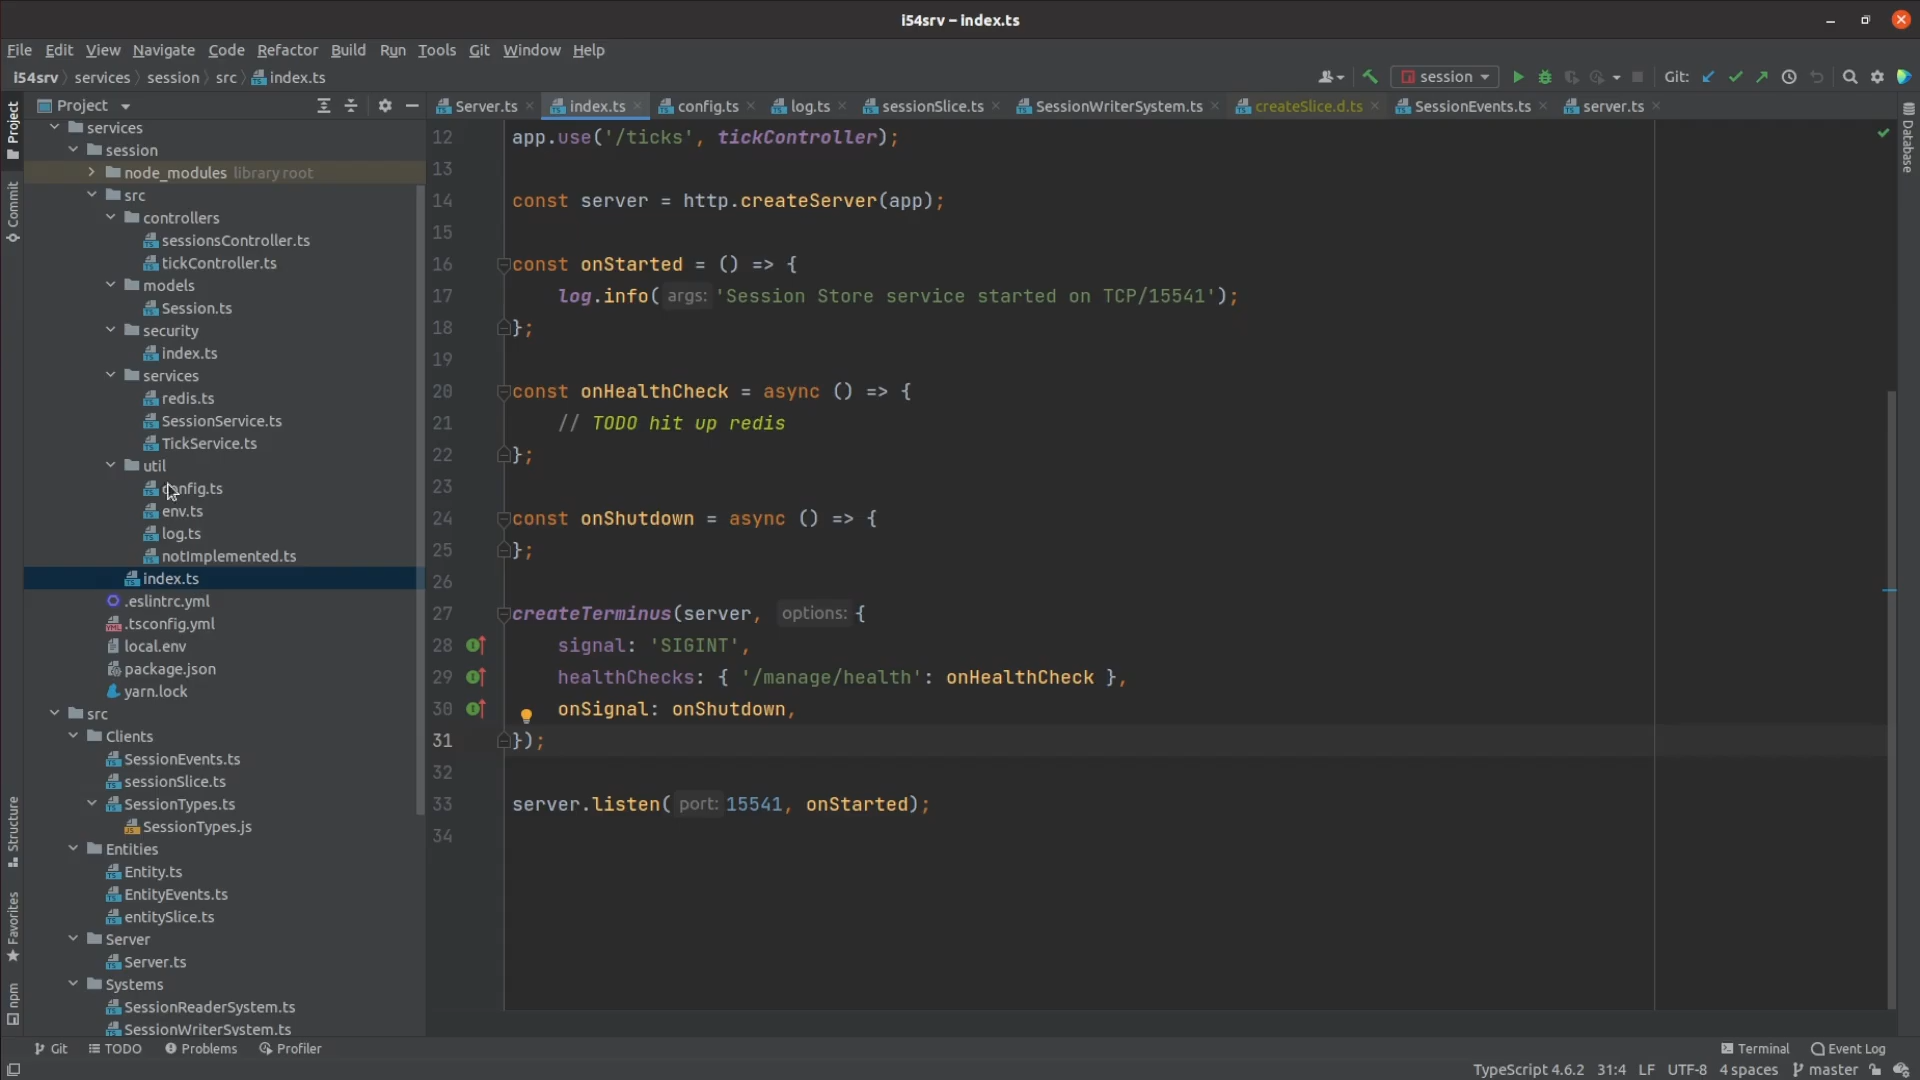 i54srv – index.ts
File Edit View Navigate Code Refactor Build Run Tools Git Window Help
i54srv services session src index.ts
session Git:
Project
Server.ts index.ts config.ts log.ts sessionSlice.ts SessionWriterSystem.ts createSlice.d.ts SessionEvents.ts server.ts
Project
Commit
Structure
Favorites
npm
Database
services
session
node_modules library root
src
controllers
sessionsController.ts
tickController.ts
models
Session.ts
security
index.ts
services
redis.ts
SessionService.ts
TickService.ts
util
config.ts
env.ts
log.ts
notImplemented.ts
index.ts
.eslintrc.yml
.tsconfig.yml
local.env
package.json
yarn.lock
src
Clients
SessionEvents.ts
sessionSlice.ts
SessionTypes.ts
SessionTypes.js
Entities
Entity.ts
EntityEvents.ts
entitySlice.ts
Server
Server.ts
Systems
SessionReaderSystem.ts
SessionWriterSystem.ts
12 app.use('/ticks', tickController);
13
14 const server = http.createServer(app);
15
16 const onStarted = () => {
17 log.info( args: 'Session Store service started on TCP/15541');
18 };
19
20 const onHealthCheck = async () => {
21 // TODO hit up redis
22 };
23
24 const onShutdown = async () => {
25 };
26
27 createTerminus(server, options: {
28 signal: 'SIGINT',
29 healthChecks: { '/manage/health': onHealthCheck },
30 onSignal: onShutdown,
31 });
32
33 server.listen( port: 15541, onStarted);
34
Git TODO Problems Profiler Terminal Event Log
TypeScript 4.6.2 31:4 LF UTF-8 4 spaces master